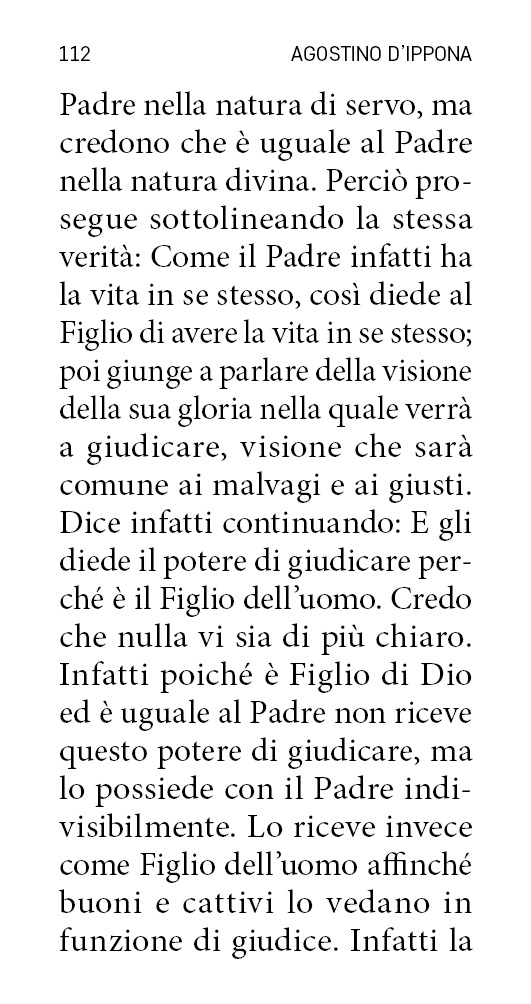 112 AGOSTINO D’IPPONA
Padre nella natura di servo, ma
credono che è uguale al Padre
nella natura divina. Perciò pro-
segue sottolineando la stessa
verità: Come il Padre infatti ha
la vita in se stesso, così diede al
Figlio di avere la vita in se stesso;
poi giunge a parlare della visione
della sua gloria nella quale verrà
a giudicare, visione che sarà
comune ai malvagi e ai giusti.
Dice infatti continuando: E gli
diede il potere di giudicare per-
ché è il Figlio dell’uomo. Credo
che nulla vi sia di più chiaro.
Infatti poiché è Figlio di Dio
ed è uguale al Padre non riceve
questo potere di giudicare, ma
lo possiede con il Padre indi-
visibilmente. Lo riceve invece
come Figlio dell’uomo affinché
buoni e cattivi lo vedano in
funzione di giudice. Infatti la